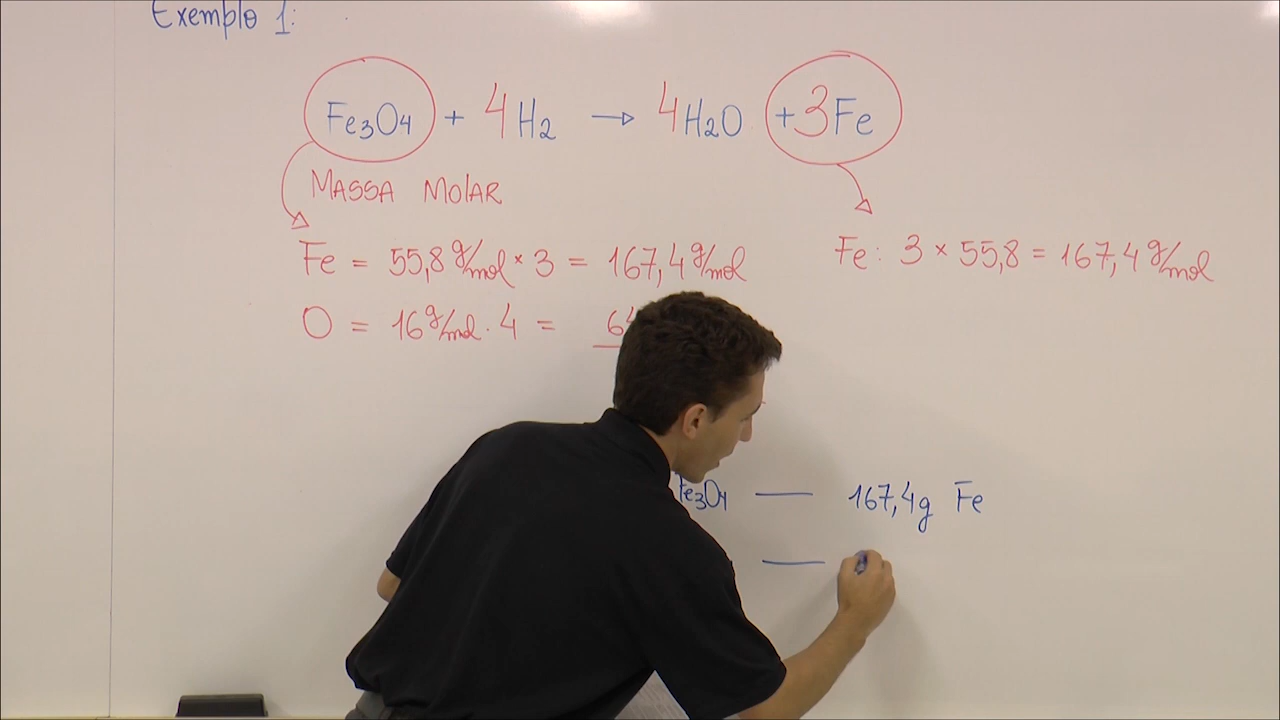 Exemplo 1:
Fe₃O₄ + 4H₂ → 4H₂O + 3Fe
MASSA MOLAR
Fe = 55,8 g/mol × 3 = 167,4 g/mol
Fe: 3 × 55,8 = 167,4 g/mol
O = 16 g/mol · 4 =
Fe₃O₄ — 167,4g Fe
—